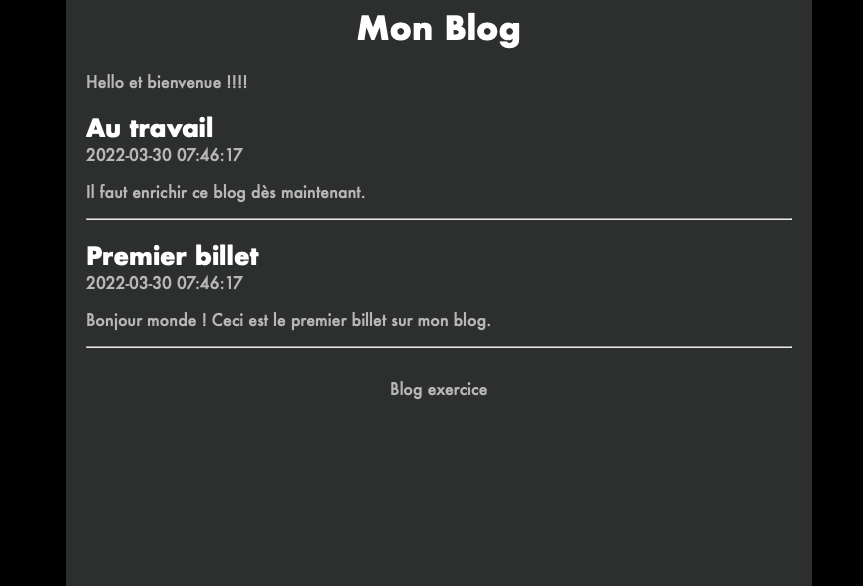 Mon Blog
Hello et bienvenue !!!!
Au travail
2022-03-30 07:46:17
Il faut enrichir ce blog dès maintenant.
Premier billet
2022-03-30 07:46:17
Bonjour monde ! Ceci est le premier billet sur mon blog.
Blog exercice